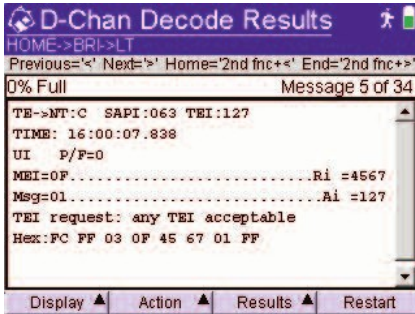 D-Chan Decode Results
HOME->BRI->LT
Previous='<' Next='>' Home='2nd fnc+<' End='2nd fnc+>'
0% Full Message 5 of 34
TE->NT:C SAPI:063 TEI:127
TIME: 16:00:07.838
UI P/F=0
MEI=0F..............................Ri =4567
Msg=01...............................Ai =127
TEI request: any TEI acceptable
Hex:FC FF 03 0F 45 67 01 FF
Display Action Results Restart